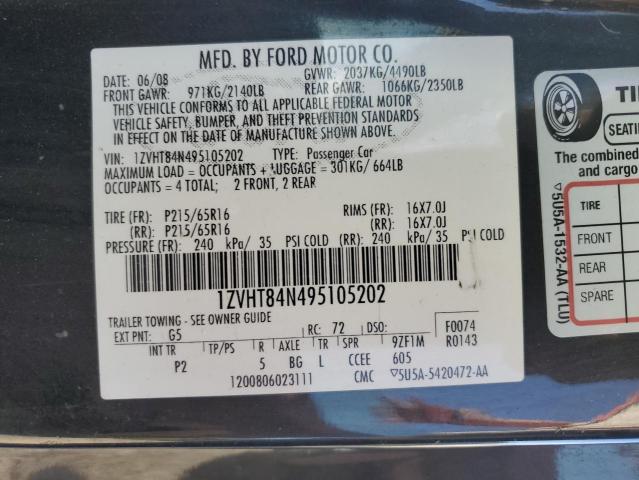 MFD. BY FORD MOTOR CO.
DATE: 06/08 GVWR: 2037KG/4490LB
FRONT GAWR: 971KG/2140LB REAR GAWR: 1066KG/2350LB
THIS VEHICLE CONFORMS TO ALL APPLICABLE FEDERAL MOTOR
VEHICLE SAFETY, BUMPER, AND THEFT PREVENTION STANDARDS
IN EFFECT ON THE DATE OF MANUFACTURE SHOWN ABOVE.
VIN: 1ZVHT84N495105202 TYPE: Passenger Car
MAXIMUM LOAD = OCCUPANTS + LUGGAGE = 301KG/ 664LB
OCCUPANTS = 4 TOTAL; 2 FRONT, 2 REAR
TIRE (FR): P215/65R16 RIMS (FR): 16X7.0J
(RR): P215/65R16 (RR): 16X7.0J
PRESSURE (FR): 240 kPa/ 35 PSI COLD (RR): 240 kPa/ 35 PSI COLD
1ZVHT84N495105202
TRAILER TOWING - SEE OWNER GUIDE
EXT PNT: G5 RC: 72 DSO: F0074
INT TR TP/PS R AXLE TR SPR 9ZF1M R0143
P2 5 BG L CCEE 605
1200806023111 CMC ▽5U5A-5420472-AA
TI
SEATI
The combined
and cargo
TIRE
FRONT
REAR
SPARE
▽5U5A-1532-AA (TLU)